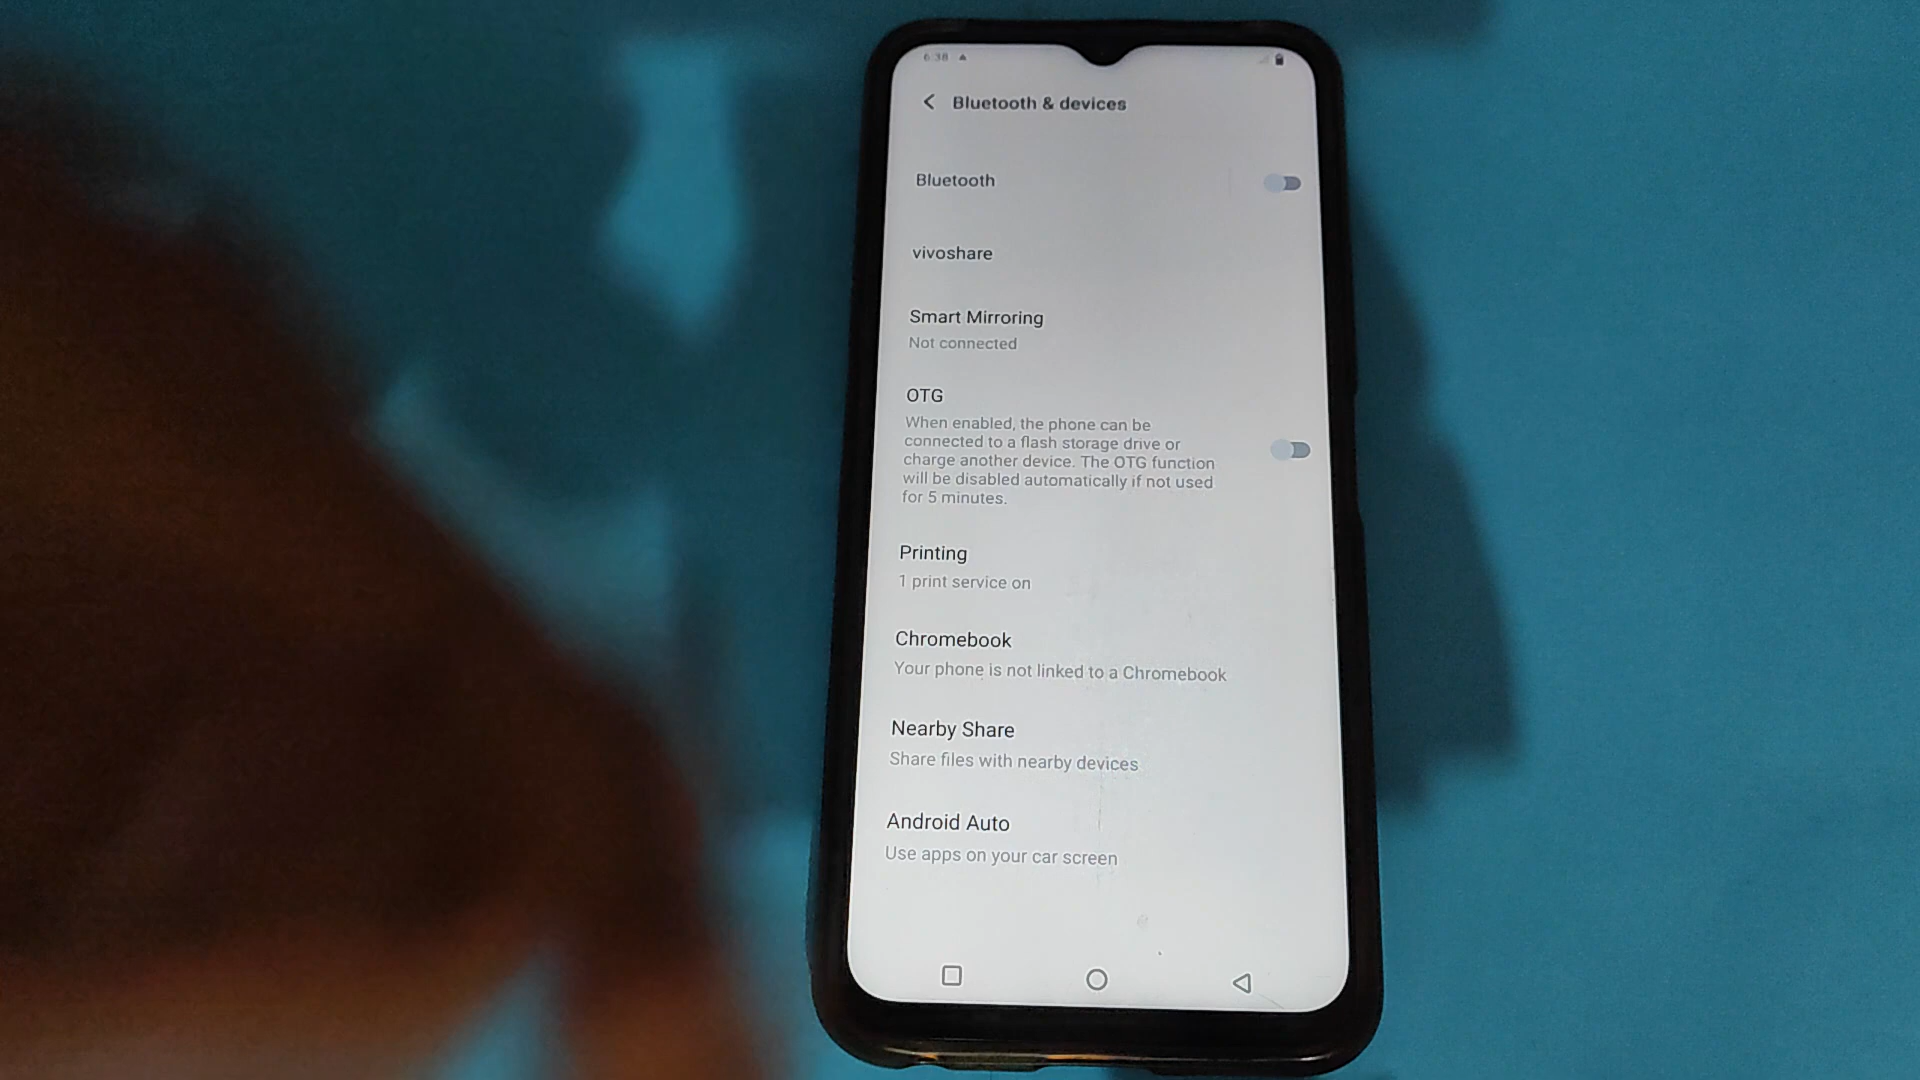 6:38
Bluetooth & devices
Bluetooth
vivoshare
Smart Mirroring
Not connected
OTG
When enabled, the phone can be
connected to a flash storage drive or
charge another device. The OTG function
will be disabled automatically if not used
for 5 minutes.
Printing
1 print service on
Chromebook
Your phone is not linked to a Chromebook
Nearby Share
Share files with nearby devices
Android Auto
Use apps on your car screen